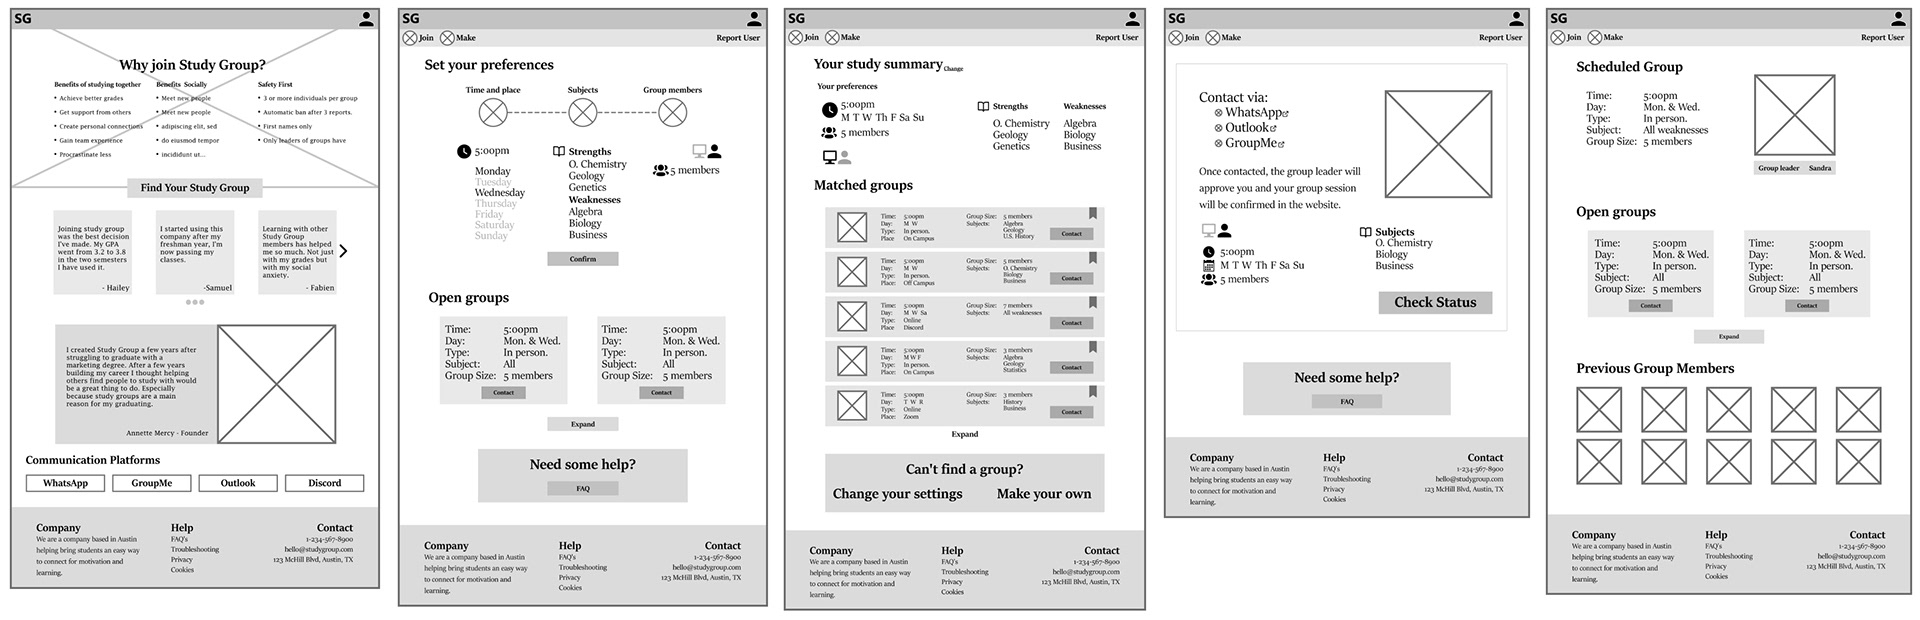 SG
Why join Study Group?
Benefits of studying together
• Achieve better grades
• Get support from others
• Create personal connections
• Gain team experience
• Procrastinate less
Benefits Socially
• Meet new people
• Meet new people
• adipiscing elit, sed
• do eiusmod tempor
• incididunt ut...
Safety First
• 3 or more individuals per group
• Automatic ban after 3 reports.
• First names only
• Only leaders of groups have
Find Your Study Group
Joining study group
was the best decision
I've made. My GPA
went from 3.2 to 3.8
in the two semesters
I have used it.
- Hailey
I started using this
company after my
freshman year, I'm
now passing my
classes.
-Samuel
Learning with other
Study Group
members has helped
me so much. Not just
with my grades but
with my social
anxiety.
- Fabien
I created Study Group a few years after
struggling to graduate with a
marketing degree. After a few years
building my career I thought helping
others find people to study with would
be a great thing to do. Especially
because study groups are a main
reason for my graduating.
Annette Mercy - Founder
Communication Platforms
WhatsApp
GroupMe
Outlook
Discord
Company
We are a company based in Austin
helping bring students an easy way
to connect for motivation and
learning.
Help
FAQ's
Troubleshooting
Privacy
Cookies
Contact
1-234-567-8900
hello@studygroup.com
123 McHill Blvd, Austin, TX
SG
Join Make Report User
Set your preferences
Time and place Subjects Group members
5:00pm
Monday
Tuesday
Wednesday
Thursday
Friday
Saturday
Sunday
Strengths
O. Chemistry
Geology
Genetics
Weaknesses
Algebra
Biology
Business
5 members
Confirm
Open groups
Time: 5:00pm
Day: Mon. & Wed.
Type: In person.
Subject: All
Group Size: 5 members
Contact
Time: 5:00pm
Day: Mon. & Wed.
Type: In person.
Subject: All
Group Size: 5 members
Contact
Expand
Need some help?
FAQ
Company
We are a company based in Austin
helping bring students an easy way
to connect for motivation and
learning.
Help
FAQ's
Troubleshooting
Privacy
Cookies
Contact
1-234-567-8900
hello@studygroup.com
123 McHill Blvd, Austin, TX
SG
Join Make Report User
Your study summary Change
Your preferences
5:00pm
M T W Th F Sa Su
5 members
Strengths
O. Chemistry
Geology
Genetics
Weaknesses
Algebra
Biology
Business
Matched groups
Time: 5:00pm
Day: M W
Type: In person.
Place On Campus
Group Size: 5 members
Subjects: Algebra
Geology
U.S. History
Contact
Time: 5:00pm
Day: M W
Type: In person.
Place: Off Campus
Group Size: 5 members
Subjects: O. Chemistry
Biology
Business
Contact
Time: 5:00pm
Day: M W Sa
Type: Online
Place Discord
Group Size: 7 members
Subjects: All weaknesses
Contact
Time: 5:00pm
Day: M W F
Type: In person.
Place: On Campus
Group Size: 3 members
Subjects: Algebra
Geology
Statistics
Contact
Time: 5:00pm
Day: T W R
Type: Online
Place: Zoom
Group Size: 3 members
Subjects: History
Business
Contact
Expand
Can't find a group?
Change your settings Make your own
Company
We are a company based in Austin
helping bring students an easy way
to connect for motivation and
learning.
Help
FAQ's
Troubleshooting
Privacy
Cookies
Contact
1-234-567-8900
hello@studygroup.com
123 McHill Blvd, Austin, TX
SG
Join Make Report User
Contact via:
WhatsApp
Outlook
GroupMe
Once contacted, the group leader will
approve you and your group session
will be confirmed in the website.
5:00pm
M T W Th F Sa Su
5 members
Subjects
O. Chemistry
Biology
Business
Check Status
Need some help?
FAQ
Company
We are a company based in Austin
helping bring students an easy way
to connect for motivation and
learning.
Help
FAQ's
Troubleshooting
Privacy
Cookies
Contact
1-234-567-8900
hello@studygroup.com
123 McHill Blvd, Austin, TX
SG
Join Make Report User
Scheduled Group
Time: 5:00pm
Day: Mon. & Wed.
Type: In person.
Subject: All weaknesses
Group Size: 5 members
Group leader Sandra
Open groups
Time: 5:00pm
Day: Mon. & Wed.
Type: In person.
Subject: All
Group Size: 5 members
Contact
Time: 5:00pm
Day: Mon. & Wed.
Type: In person.
Subject: All
Group Size: 5 members
Contact
Expand
Previous Group Members
Company
We are a company based in Austin
helping bring students an easy way
to connect for motivation and
learning.
Help
FAQ's
Troubleshooting
Privacy
Cookies
Contact
1-234-567-8900
hello@studygroup.com
123 McHill Blvd, Austin, TX